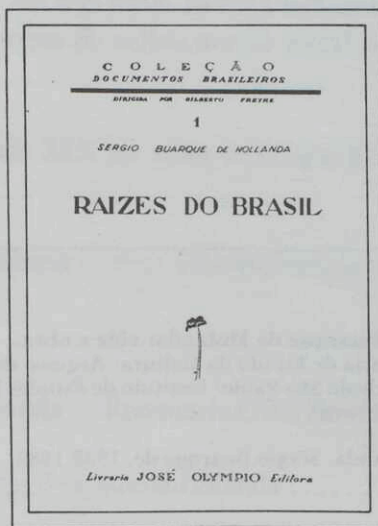 COLEÇÃO
DOCUMENTOS BRASILEIROS
DIRIGIDA POR GILBERTO FREYRE
1
SERGIO BUARQUE DE HOLLANDA
RAIZES DO BRASIL
Livraria JOSÉ OLYMPIO Editora